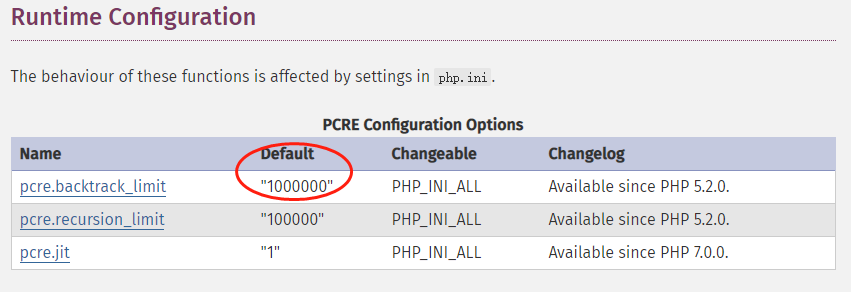 Runtime Configuration
The behaviour of these functions is affected by settings in php.ini.
PCRE Configuration Options
Name Default Changeable Changelog
pcre.backtrack_limit "1000000" PHP_INI_ALL Available since PHP 5.2.0.
pcre.recursion_limit "100000" PHP_INI_ALL Available since PHP 5.2.0.
pcre.jit "1" PHP_INI_ALL Available since PHP 7.0.0.